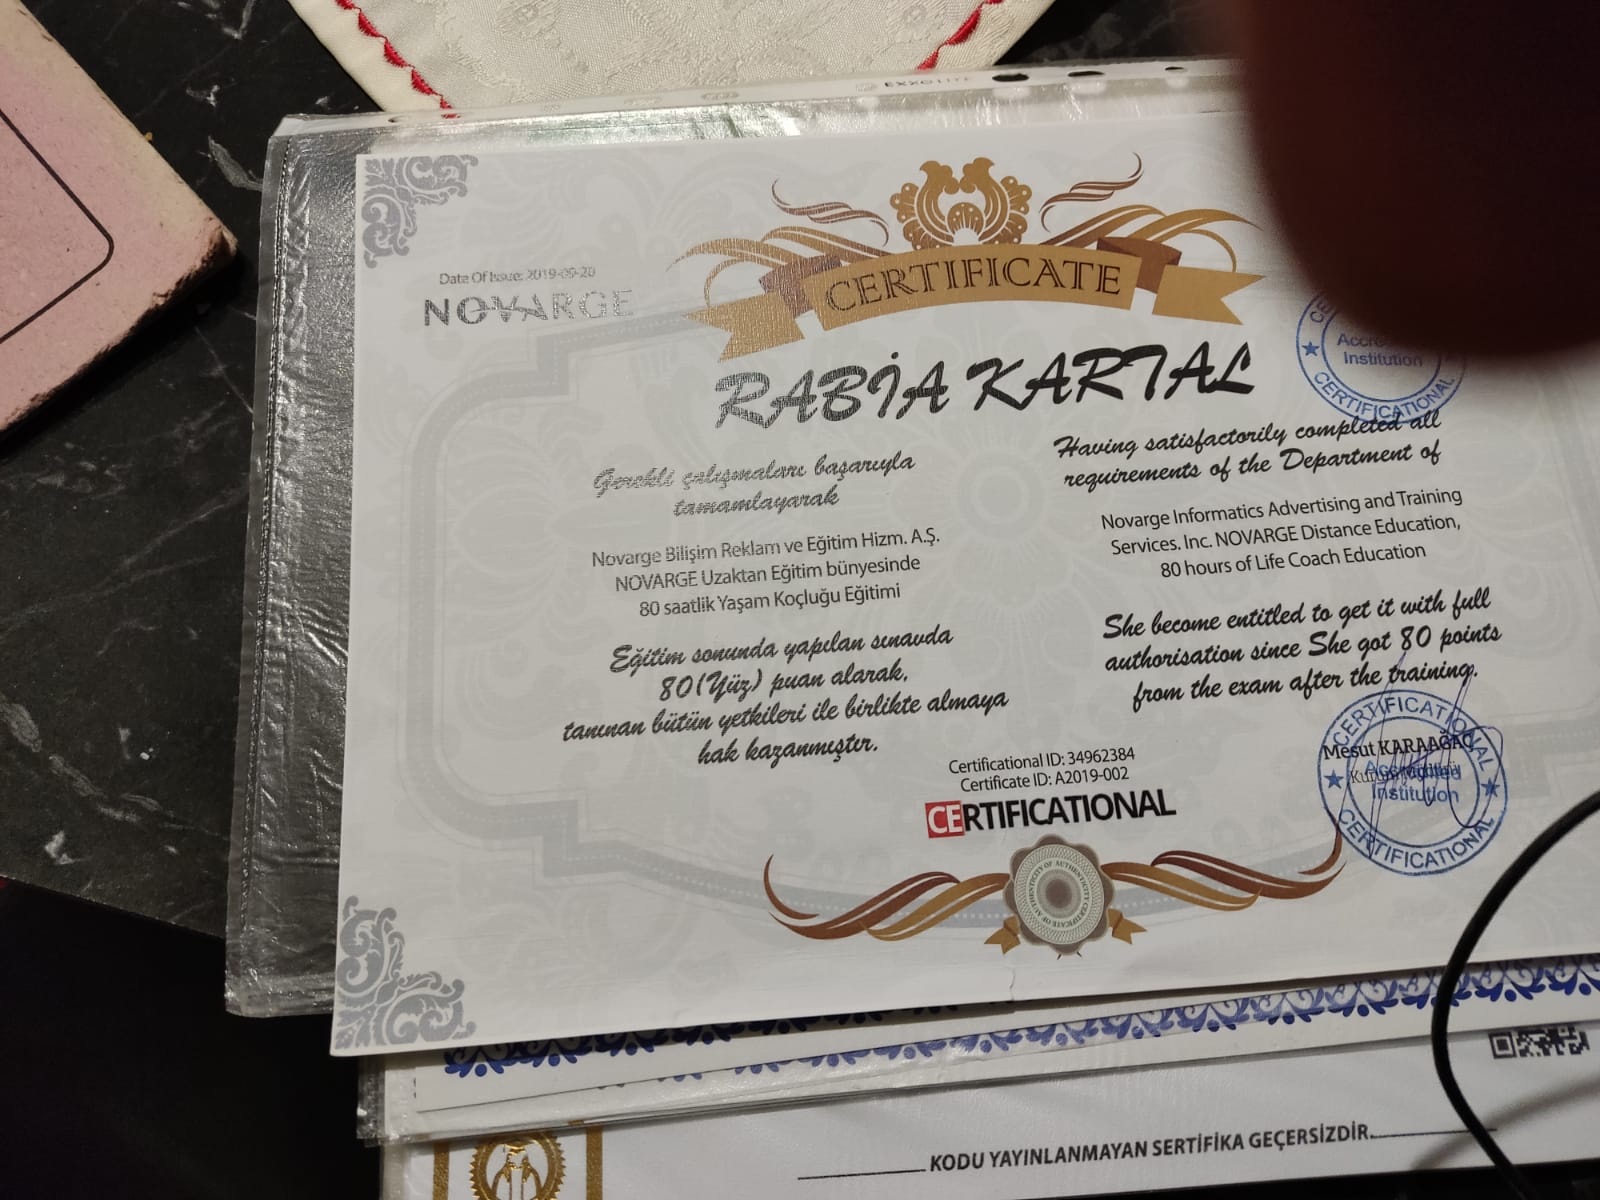 Date Of Issue: 2019-09-20
NOVARGE
CERTIFICATE
RABİA KARTAL
Gerekli çalışmaları başarıyla
tamamlayarak
Novarge Bilişim Reklam ve Eğitim Hizm. A.Ş.
NOVARGE Uzaktan Eğitim bünyesinde
80 saatlik Yaşam Koçluğu Eğitimi
Eğitim sonunda yapılan sınavda
80(Yüz) puan alarak,
tanınan bütün yetkileri ile birlikte almaya
hak kazanmıştır.
Institution
CERTIFICATIONAL
Having satisfactorily completed all
requirements of the Department of
Novarge Informatics Advertising and Training
Services. Inc. NOVARGE Distance Education,
80 hours of Life Coach Education
She become entitled to get it with full
authorisation since She got 80 points
from the exam after the training.
CERTIFICATIONAL
Mesut KARAAĞAÇ
Accredited
Institution
CERTIFICATIONAL
Certificational ID: 34962384
Certificate ID: A2019-002
CERTIFICATIONAL
CERTIFICATE OF AUTHENTICITY
KODU YAYINLANMAYAN SERTİFİKA GEÇERSİZDİR.